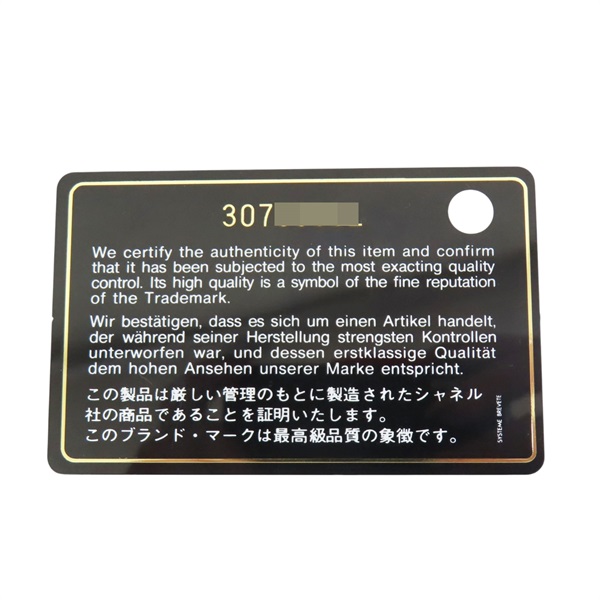 307
We certify the authenticity of this item and confirm
that it has been subjected to the most exacting quality
control. Its high quality is a symbol of the fine reputation
of the Trademark.
Wir bestätigen, dass es sich um einen Artikel handelt,
der während seiner Herstellung strengsten Kontrollen
unterworfen war, und dessen erstklassige Qualität
dem hohen Ansehen unserer Marke entspricht.
この製品は厳しい管理のもとに製造されたシャネル
社の商品であることを証明いたします。
このブランド・マークは最高級品質の象徴です。
SYSTEME BREVETE